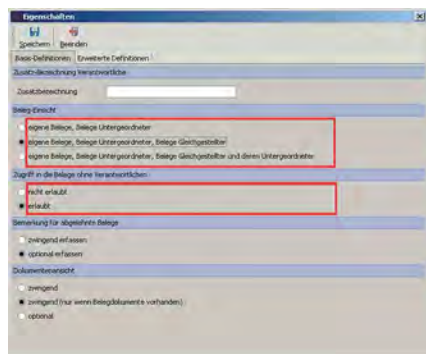 Eigenschaften
Speichern Beenden
Basis-Definitionen Erweiterte Definitionen
Zusatz-Bezeichnung Verantwortliche
Zusatzbezeichnung
Beleg-Einsicht
eigene Belege, Belege Untergeordneter
eigene Belege, Belege Untergeordneter, Belege Gleichgestellter
eigene Belege, Belege Untergeordneter, Belege Gleichgestellter und deren Untergeordneter
Zugriff in die Belege ohne Verantwortlichen
nicht erlaubt
erlaubt
Bemerkung für abgelehnte Belege
zwingend erfassen
optional erfassen
Dokumentenansicht
zwingend
zwingend (nur wenn Belegdokumente vorhanden)
optional